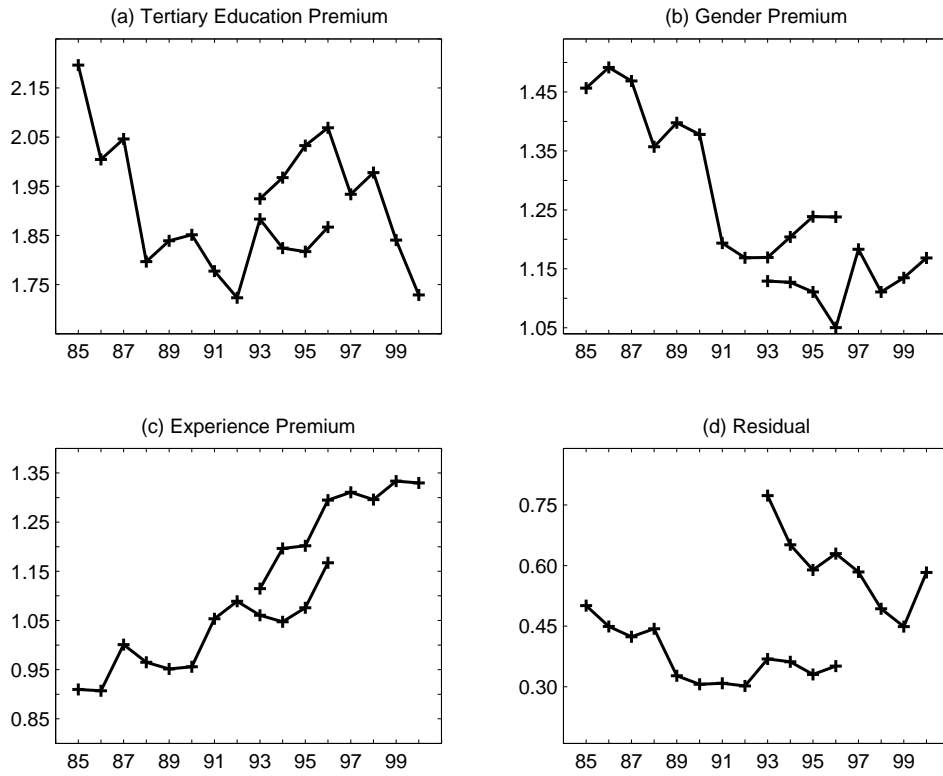 (a) Tertiary Education Premium
2.15
2.05
1.95
1.85
1.75
85 87 89 91 93 95 97 99
(b) Gender Premium
1.45
1.35
1.25
1.15
1.05
85 87 89 91 93 95 97 99
(c) Experience Premium
1.35
1.25
1.15
1.05
0.95
0.85
85 87 89 91 93 95 97 99
(d) Residual
0.75
0.60
0.45
0.30
85 87 89 91 93 95 97 99